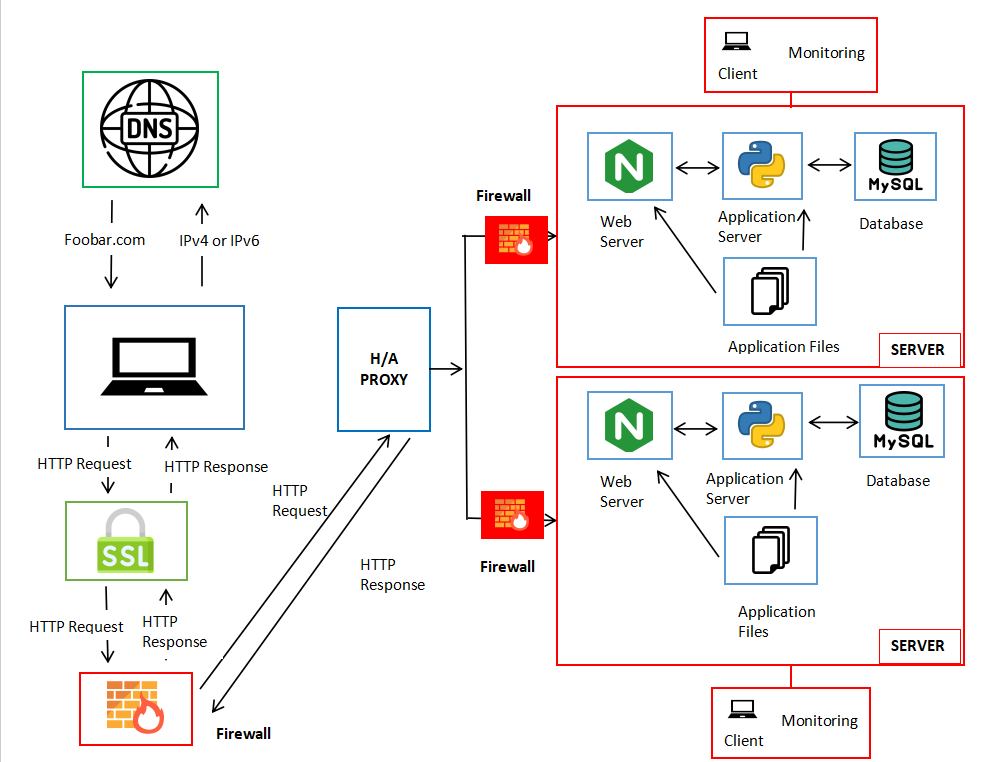 DNS
Foobar.com
IPv4 or IPv6
HTTP Request
HTTP Response
SSL
HTTP Request
HTTP
Response
Firewall
HTTP
Request
HTTP
Response
H/A
PROXY
Firewall
Firewall
Monitoring
Client
N
MySQL
Web
Server
Application
Server
Database
Application Files
SERVER
N
MySQL
Web
Server
Application
Server
Database
Application
Files
SERVER
Monitoring
Client